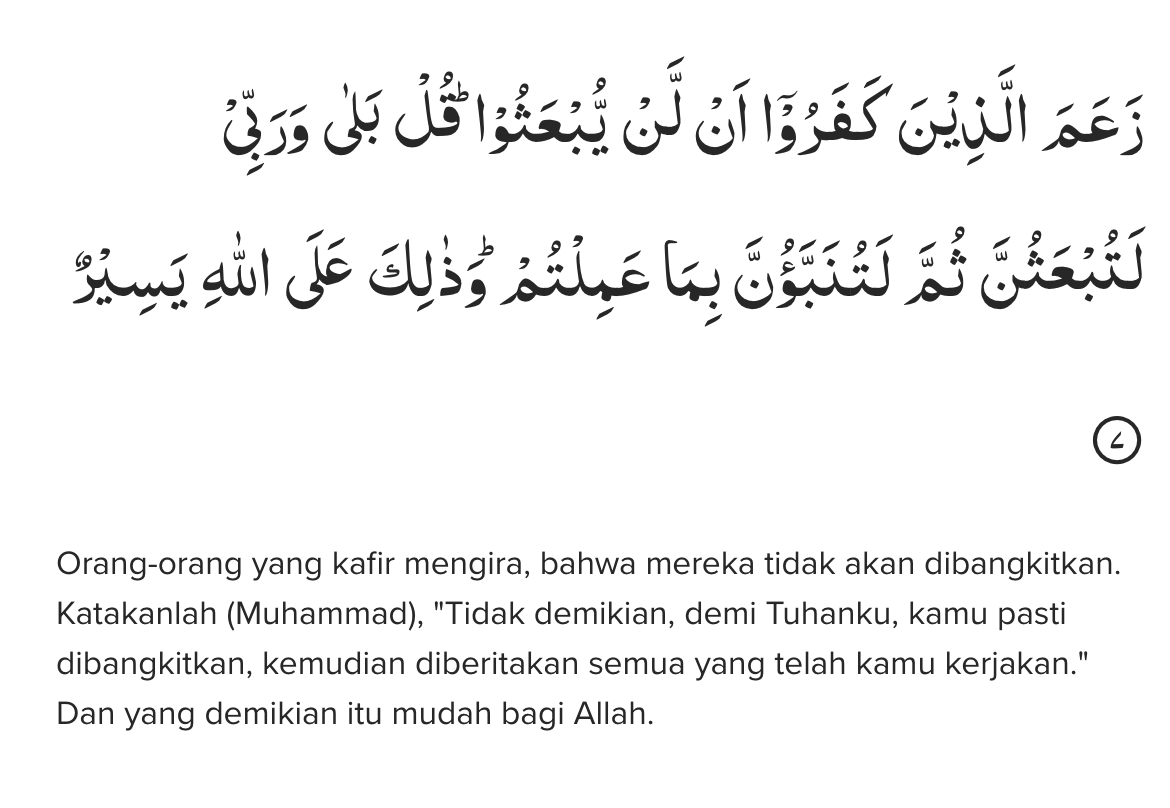 زَعَمَ الَّذِيْنَ كَفَرُوْٓا اَنْ لَّنْ يُّبْعَثُوْاۗ قُلْ بَلٰى وَرَبِّيْ
لَتُبْعَثُنَّ ثُمَّ لَتُنَبَّؤُنَّ بِمَا عَمِلْتُمْۗ وَذٰلِكَ عَلَى اللّٰهِ يَسِيْرٌ
٧
Orang-orang yang kafir mengira, bahwa mereka tidak akan dibangkitkan.
Katakanlah (Muhammad), "Tidak demikian, demi Tuhanku, kamu pasti
dibangkitkan, kemudian diberitakan semua yang telah kamu kerjakan."
Dan yang demikian itu mudah bagi Allah.